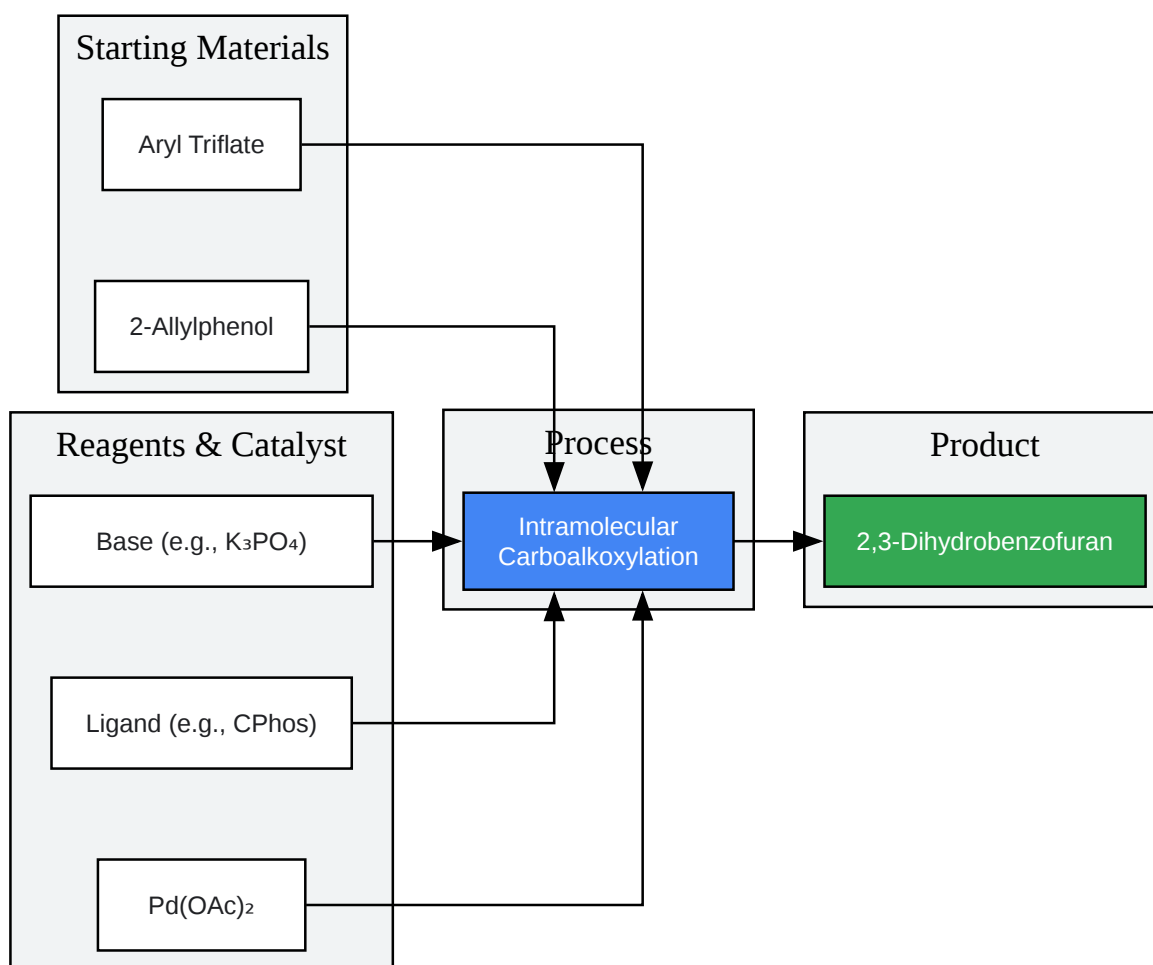 Starting Materials
Aryl Triflate
2-Allylphenol
Reagents & Catalyst
Base (e.g., K₃PO₄)
Ligand (e.g., CPhos)
Pd(OAc)₂
Process
Intramolecular
Carboalkoxylation
Product
2,3-Dihydrobenzofuran